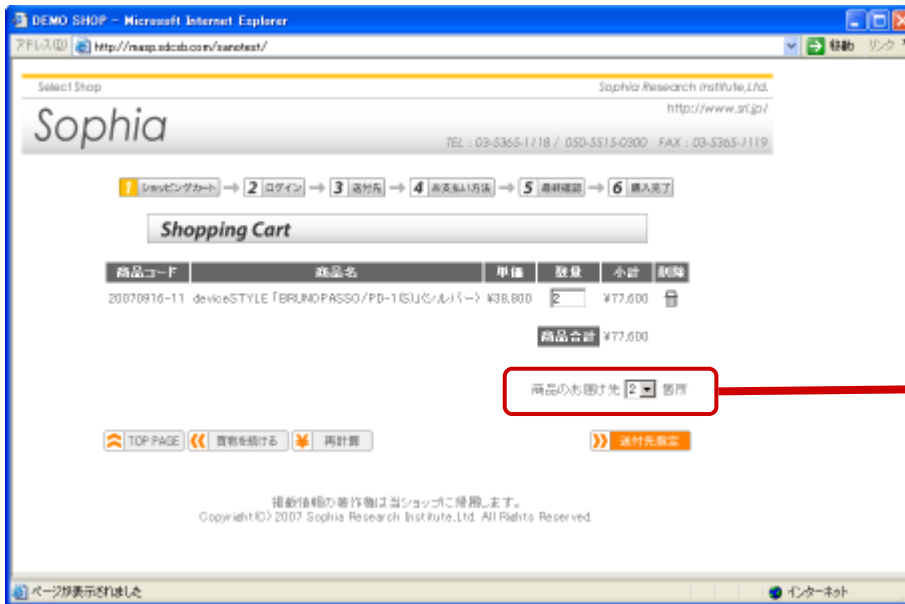 DEMO SHOP - Microsoft Internet Explorer
アドレス(D) http://masp.sdcsb.com/sanotest/ 移動 リンク
Select Shop
Sophia Research Institute,Ltd.
http://www.sri.jp/
Sophia
TEL : 03-5365-1718 / 050-5515-0300 FAX : 03-5365-1119
1 ショッピングカート → 2 ログイン → 3 送付先 → 4 お支払い方法 → 5 最終確認 → 6 購入完了
Shopping Cart
商品コード 商品名 単価 数量 小計 削除
20070916-11 deviceSTYLE「BRUNOPASSO/PD-1(S)」(シルバー) ¥38,800 2 ¥77,600
商品合計 ¥77,600
商品のお届け先 2 箇所
TOP PAGE 買物を続ける 再計算 送付先指定
掲載情報の著作権は当ショップに帰属します。
Copyright(C) 2007 Sophia Research Institute,Ltd. All Rights Reserved.
ページが表示されました インターネット